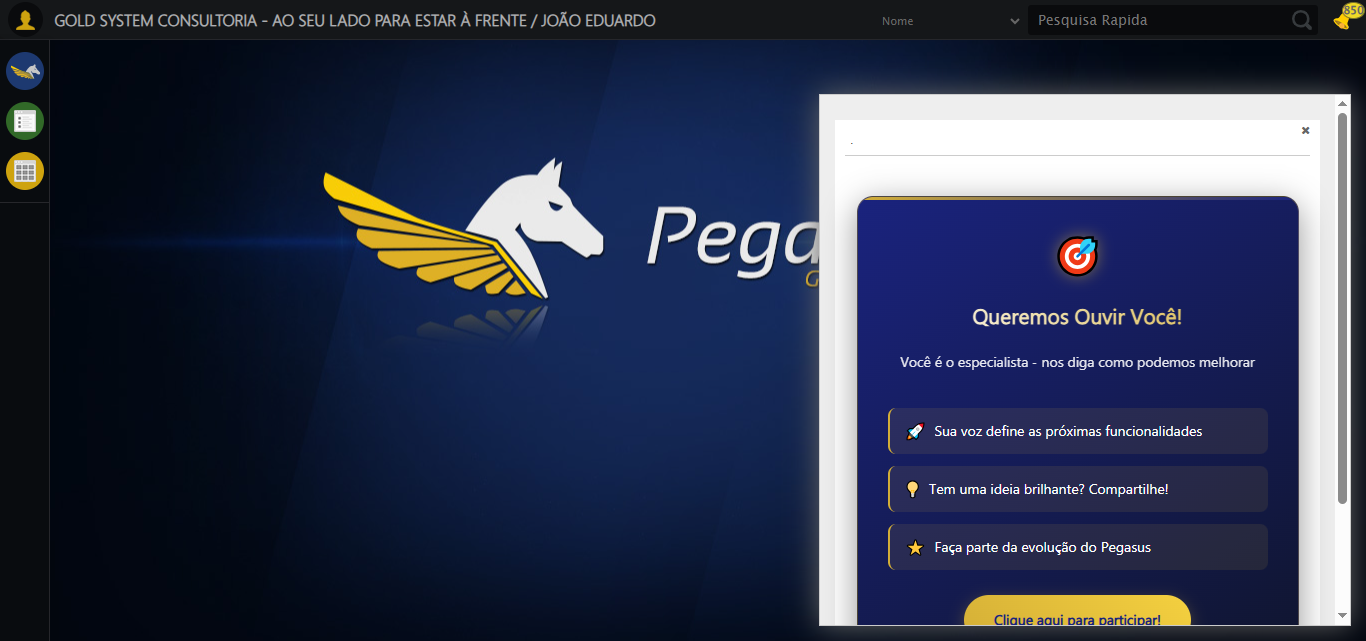 GOLD SYSTEM CONSULTORIA - AO SEU LADO PARA ESTAR À FRENTE / JOÃO EDUARDO
Nome
Pesquisa Rapida
850
Pega
G
.
Queremos Ouvir Você!
Você é o especialista - nos diga como podemos melhorar
Sua voz define as próximas funcionalidades
Tem uma ideia brilhante? Compartilhe!
Faça parte da evolução do Pegasus
Clique aqui para participar!